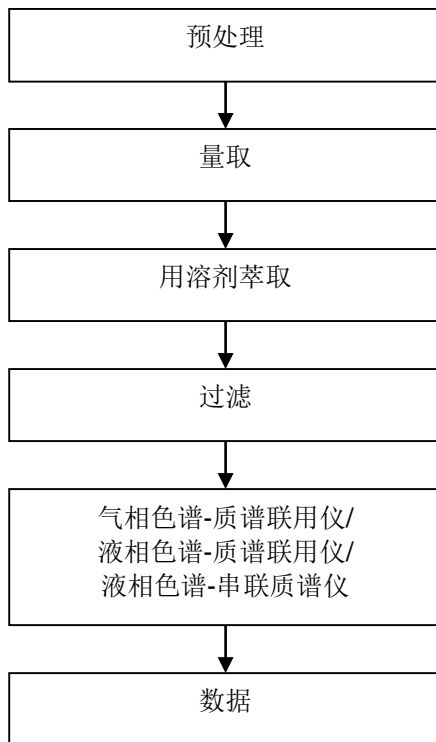 预处理
量取
用溶剂萃取
过滤
气相色谱-质谱联用仪/
液相色谱-质谱联用仪/
液相色谱-串联质谱仪
数据